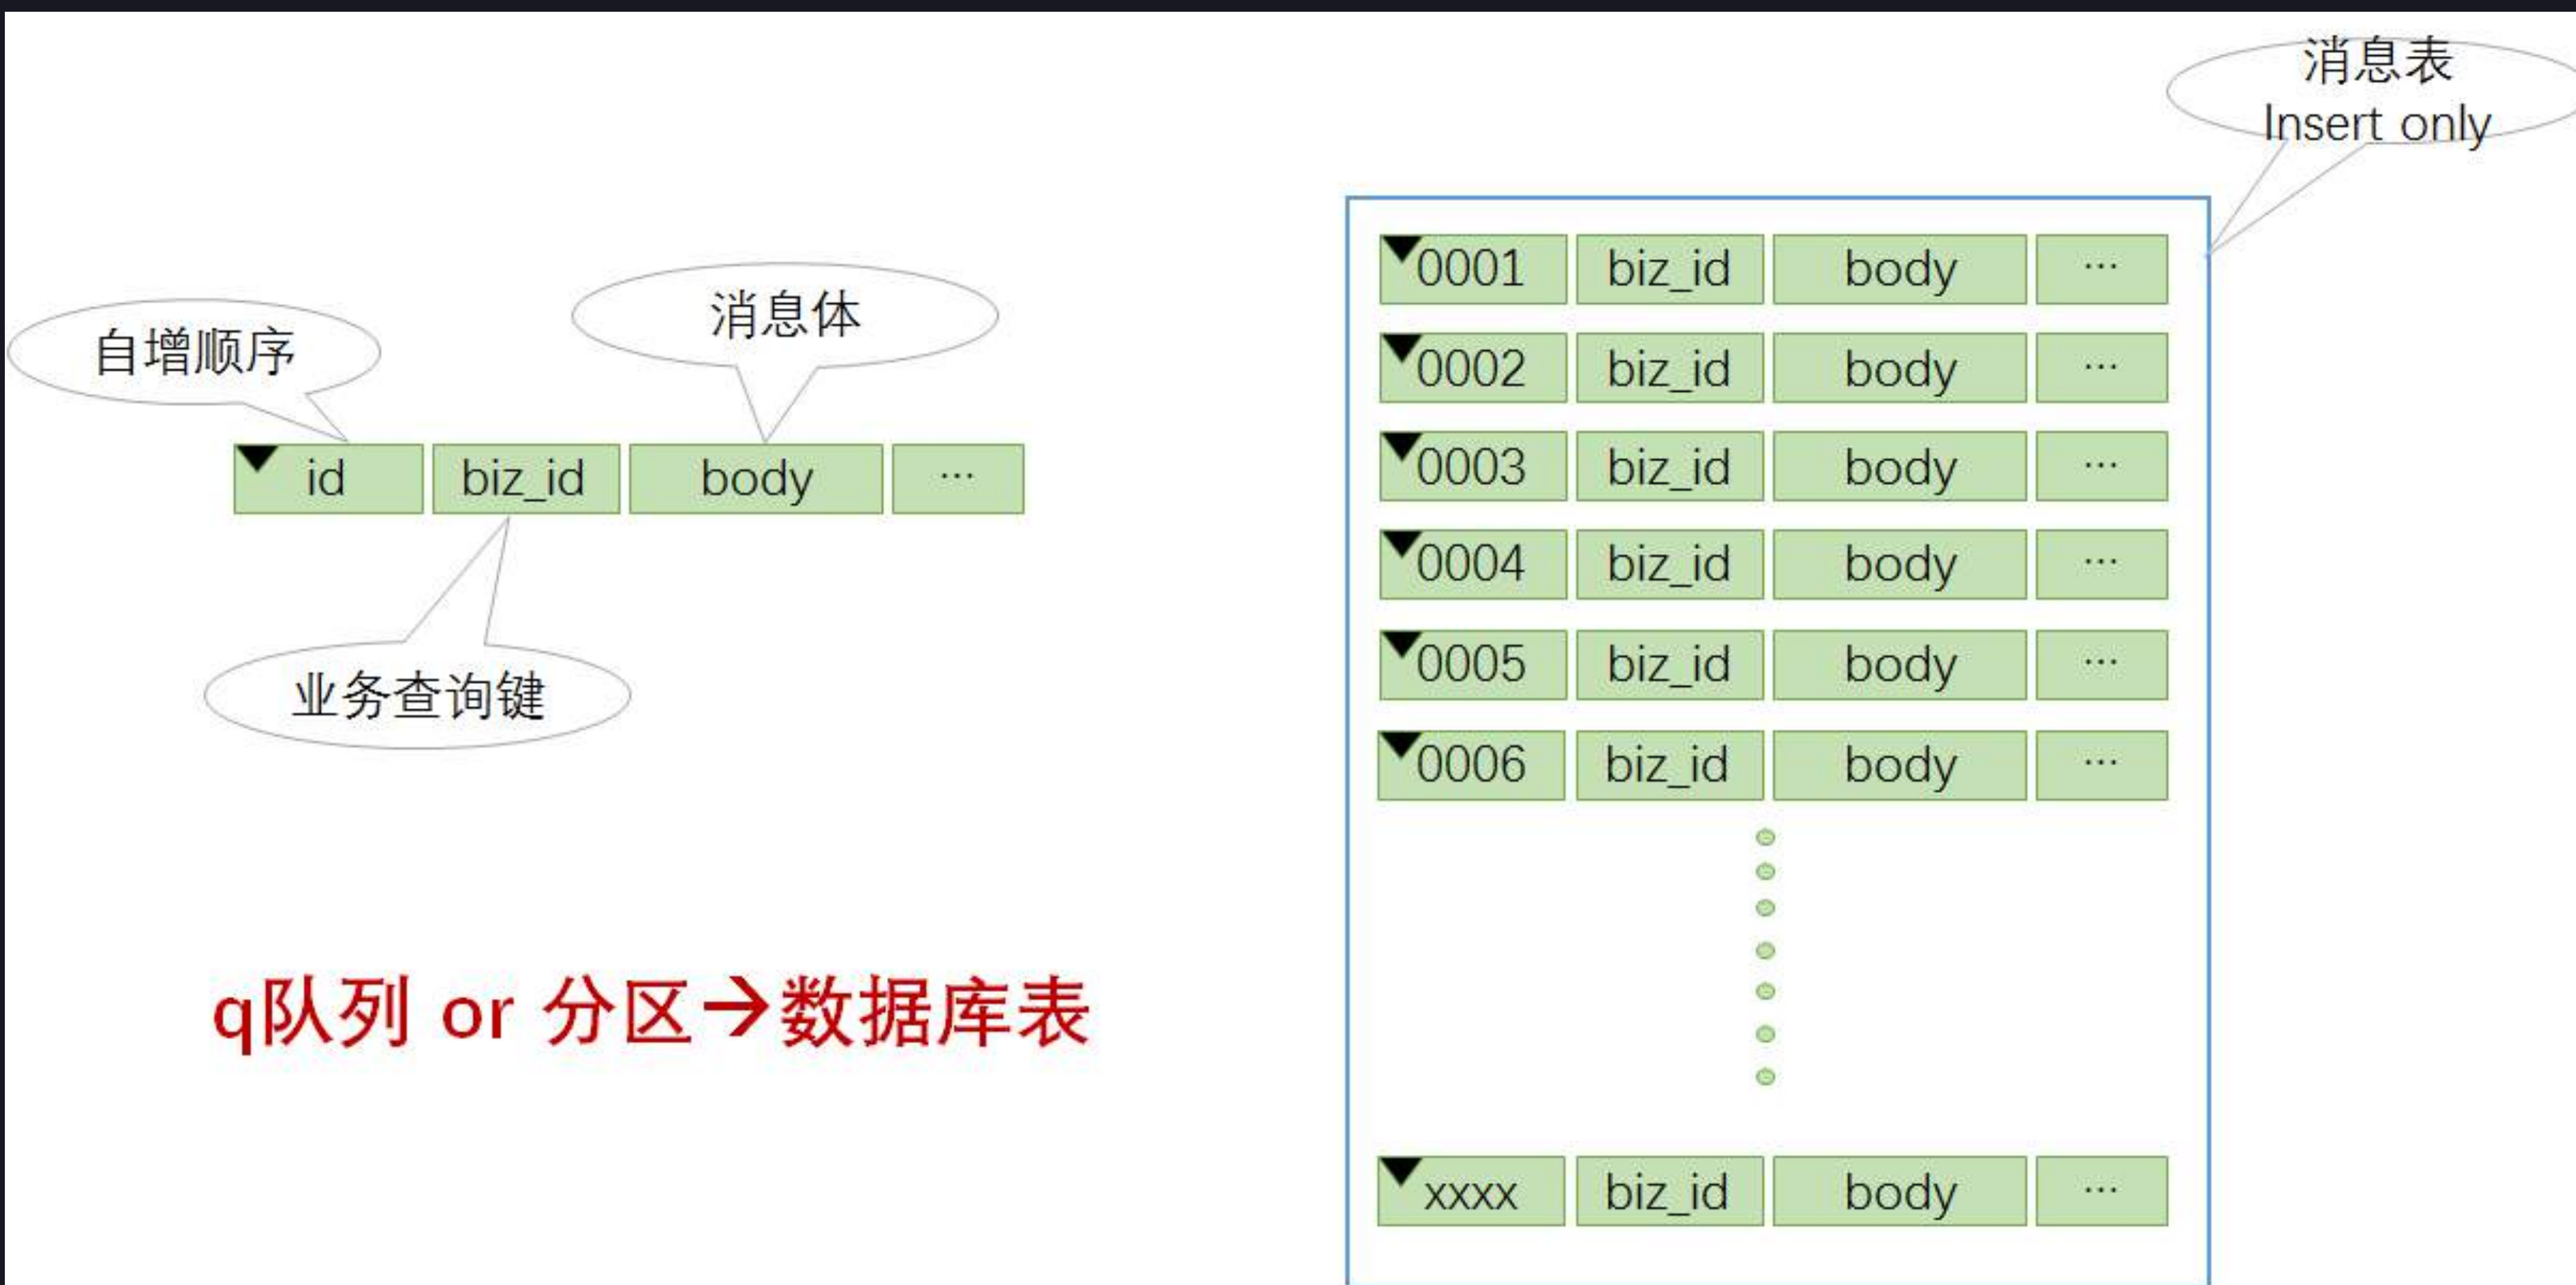 消息表
Insert only
自增顺序
消息体
id biz_id body ...
业务查询键
q队列 or 分区→数据库表
0001 biz_id body ...
0002 biz_id body ...
0003 biz_id body ...
0004 biz_id body ...
0005 biz_id body ...
0006 biz_id body ...
xxxx biz_id body ...